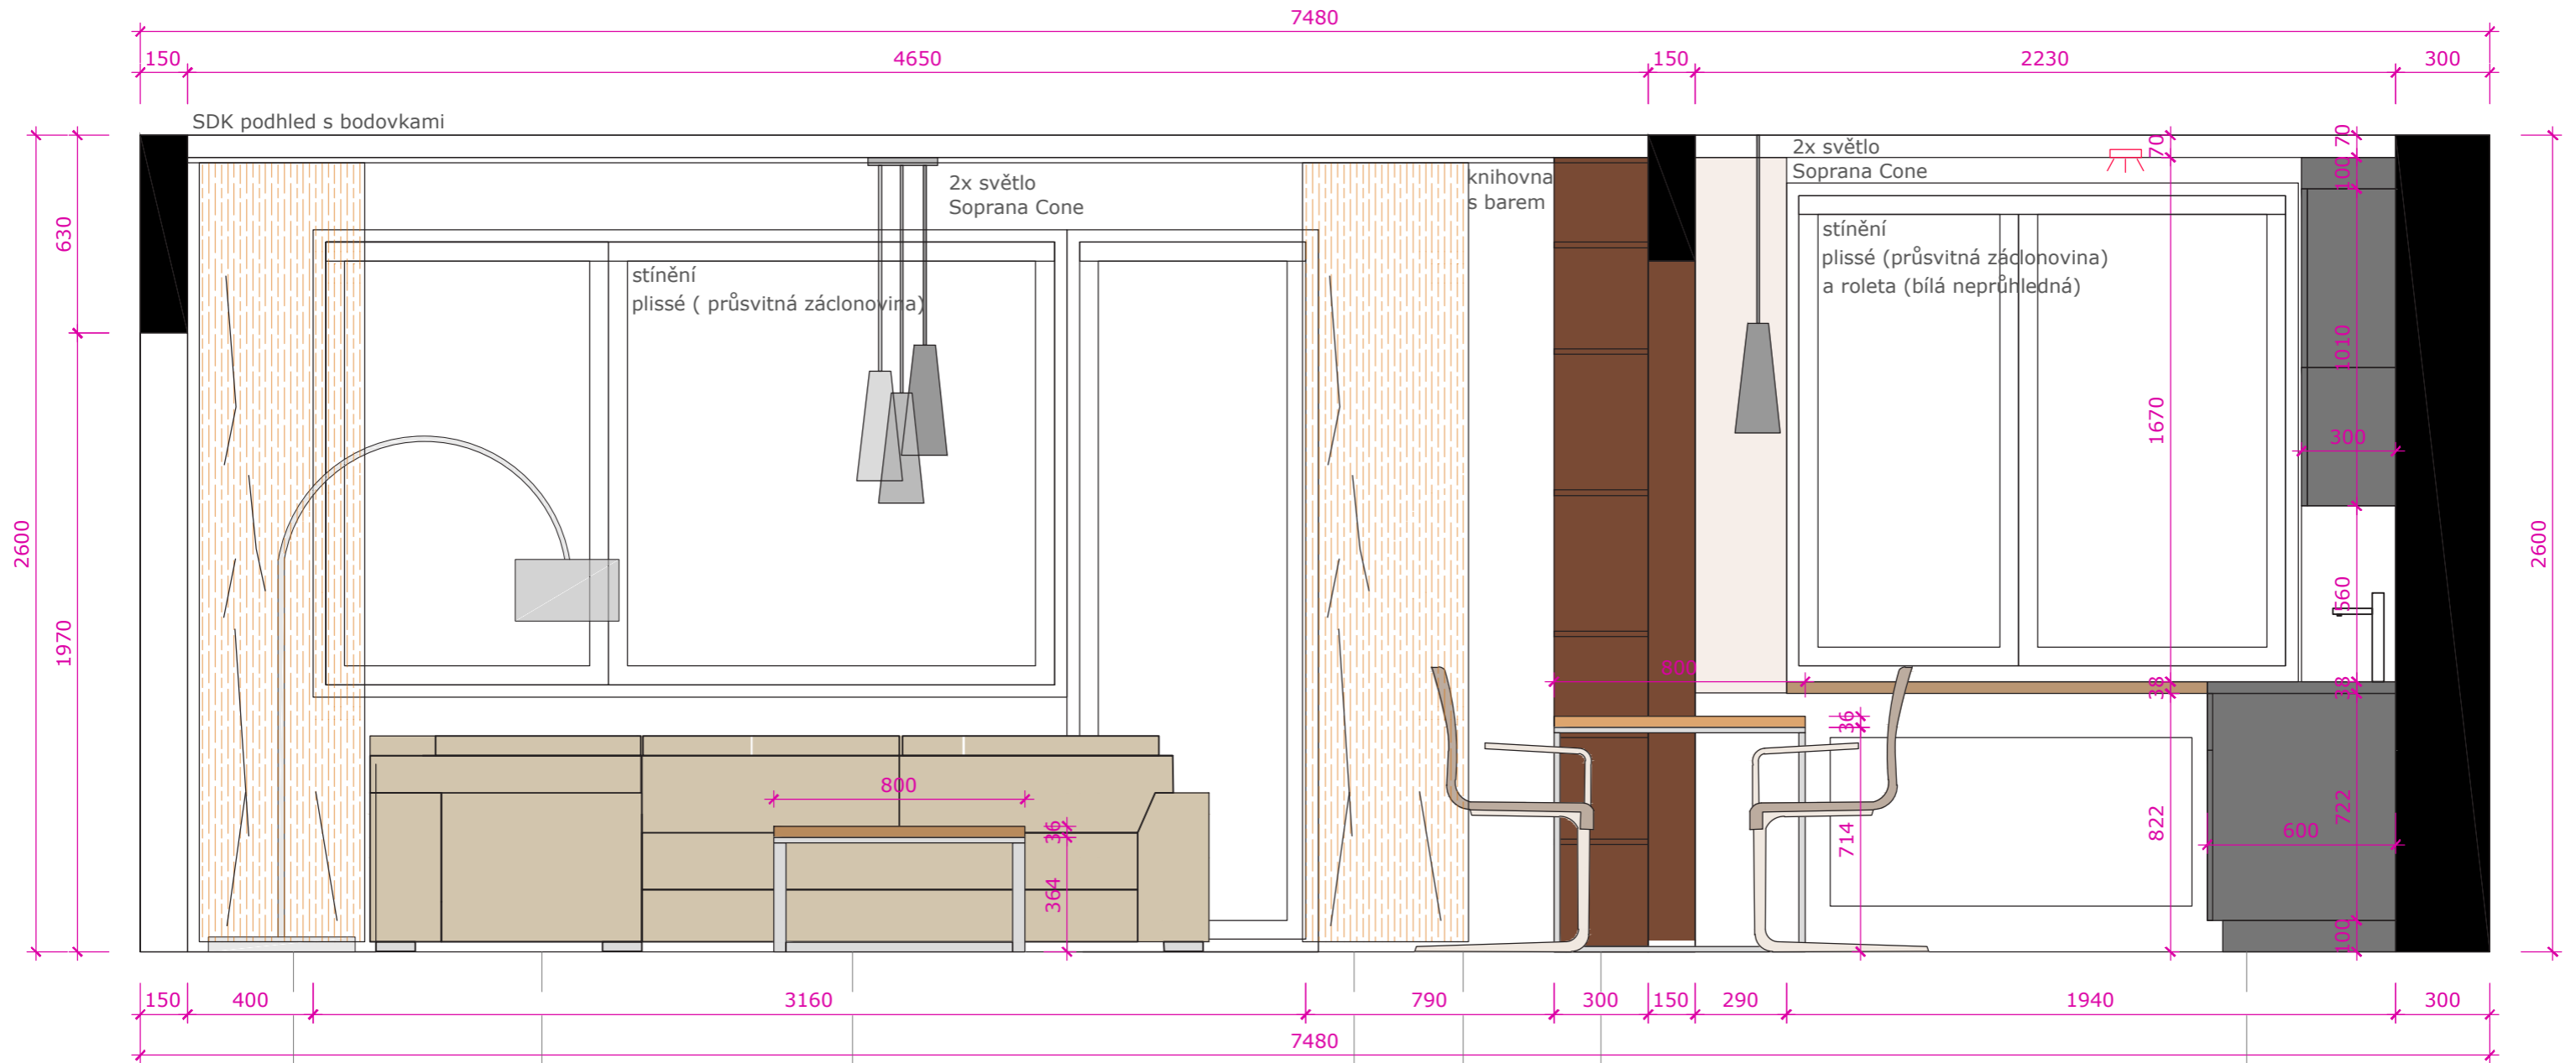 7480
150 4650 150 2230 300
SDK podhled s bodovkami
2x světlo
Soprana Cone
knihovna
s barem
2x světlo
Soprana Cone
stínění
plissé ( průsvitná záclonovina)
stínění
plissé (průsvitná záclonovina)
a roleta (bílá neprůhledná)
2600
630
1970
800
36
364
800
36
714
70
1670
38
822
70
100
1010
300
560
38
722
600
100
2600
150 400 3160 790 300 150 290 1940 300
7480